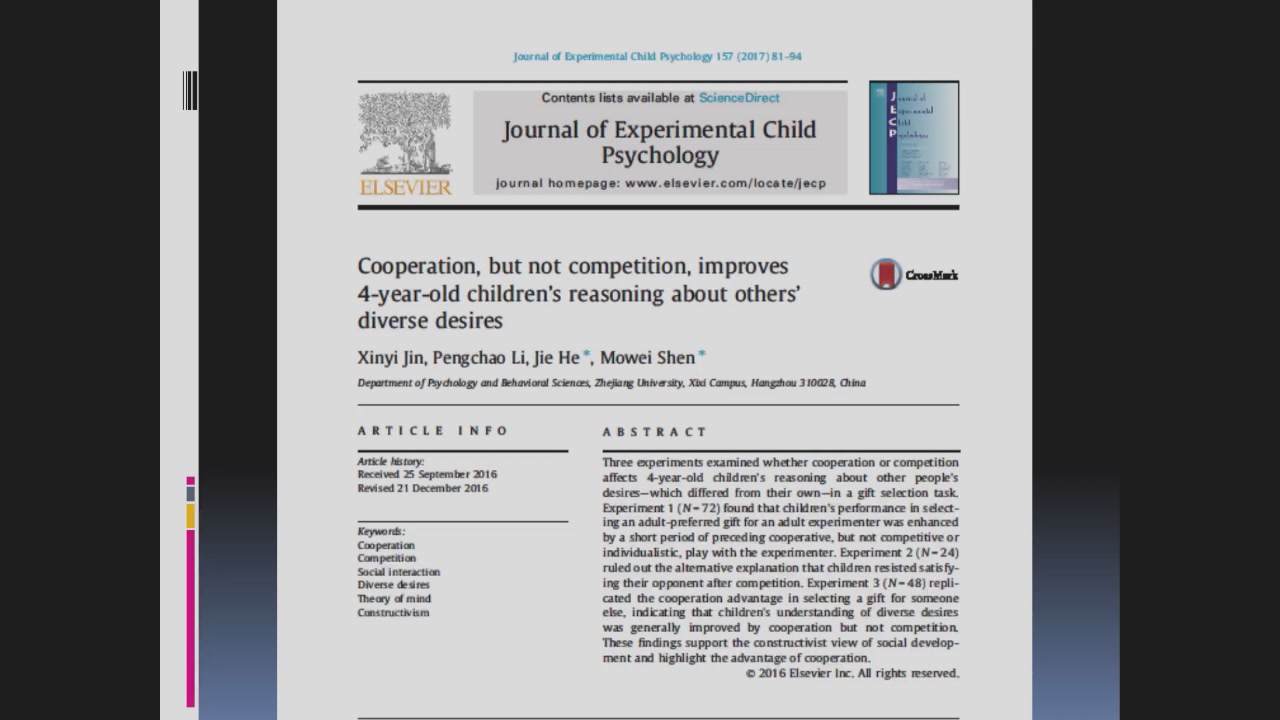 Journal of Experimental Child Psychology 157 (2017) 81–94
Contents lists available at ScienceDirect
Journal of Experimental Child
Psychology
journal homepage: www.elsevier.com/locate/jecp
ELSEVIER
Cooperation, but not competition, improves
4-year-old children's reasoning about others'
diverse desires
CrossMark
Xinyi Jin, Pengchao Li, Jie He *, Mowei Shen *
Department of Psychology and Behavioral Sciences, Zhejiang University, Xixi Campus, Hangzhou 310028, China
ARTICLE INFO
Article history:
Received 25 September 2016
Revised 21 December 2016
Keywords:
Cooperation
Competition
Social interaction
Diverse desires
Theory of mind
Constructivism
ABSTRACT
Three experiments examined whether cooperation or competition
affects 4-year-old children's reasoning about other people's
desires—which differed from their own—in a gift selection task.
Experiment 1 (N = 72) found that children's performance in select-
ing an adult-preferred gift for an adult experimenter was enhanced
by a short period of preceding cooperative, but not competitive or
individualistic, play with the experimenter. Experiment 2 (N = 24)
ruled out the alternative explanation that children resisted satisfy-
ing their opponent after competition. Experiment 3 (N = 48) repli-
cated the cooperation advantage in selecting a gift for someone
else, indicating that children's understanding of diverse desires
was generally improved by cooperation but not competition.
These findings support the constructivist view of social develop-
ment and highlight the advantage of cooperation.
© 2016 Elsevier Inc. All rights reserved.